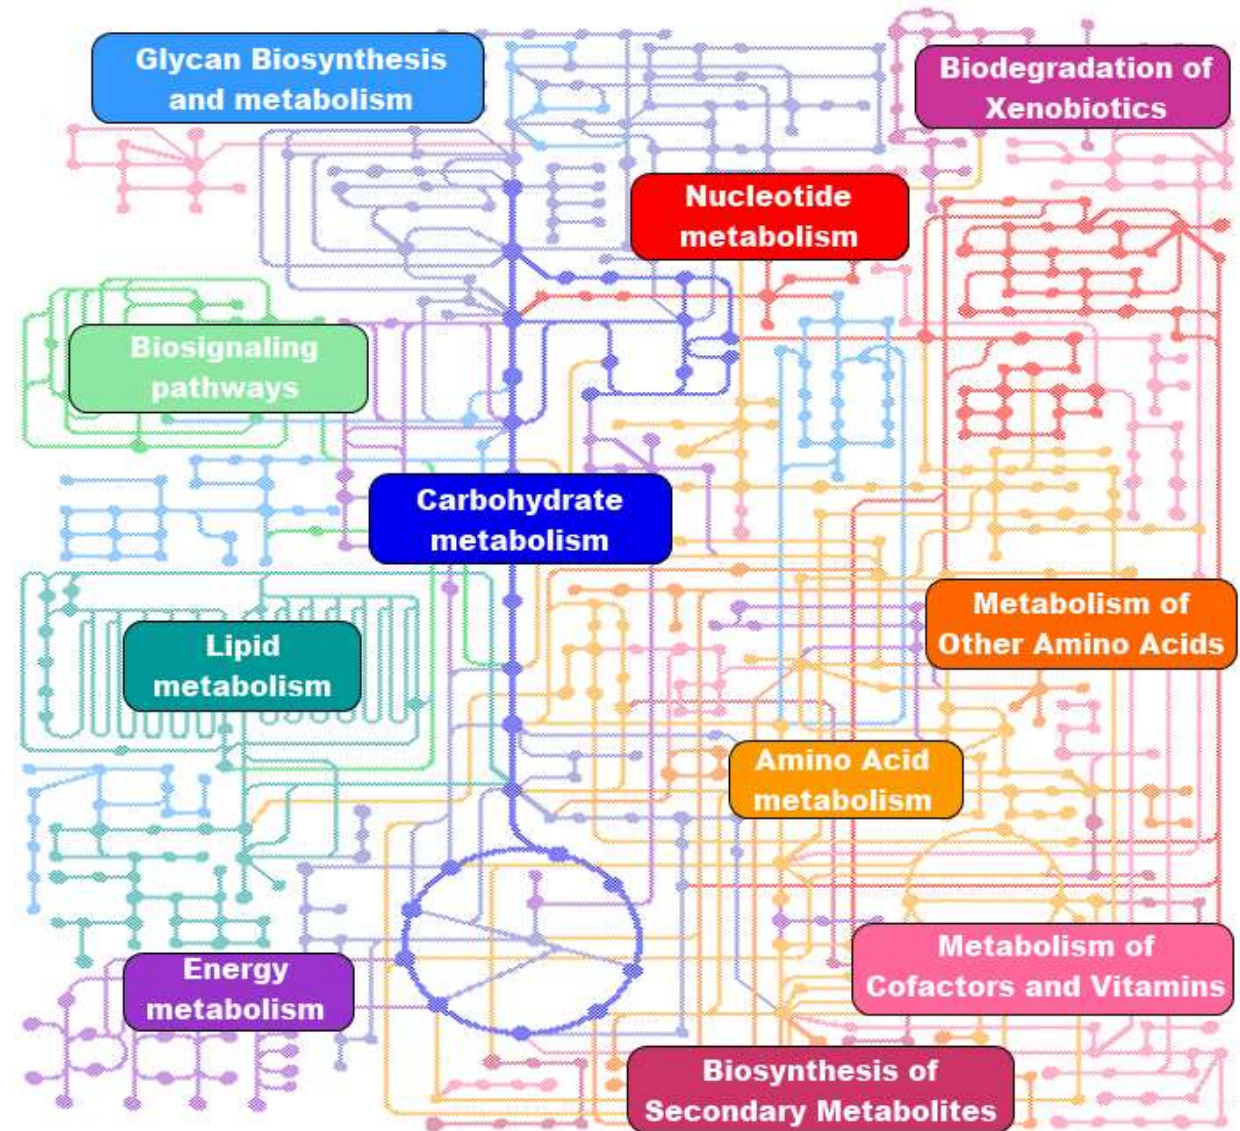 Glycan Biosynthesis
and metabolism
Biodegradation of
Xenobiotics
Nucleotide
metabolism
Biosignaling
pathways
Carbohydrate
metabolism
Metabolism of
Other Amino Acids
Lipid
metabolism
Amino Acid
metabolism
Metabolism of
Cofactors and Vitamins
Energy
metabolism
Biosynthesis of
Secondary Metabolites